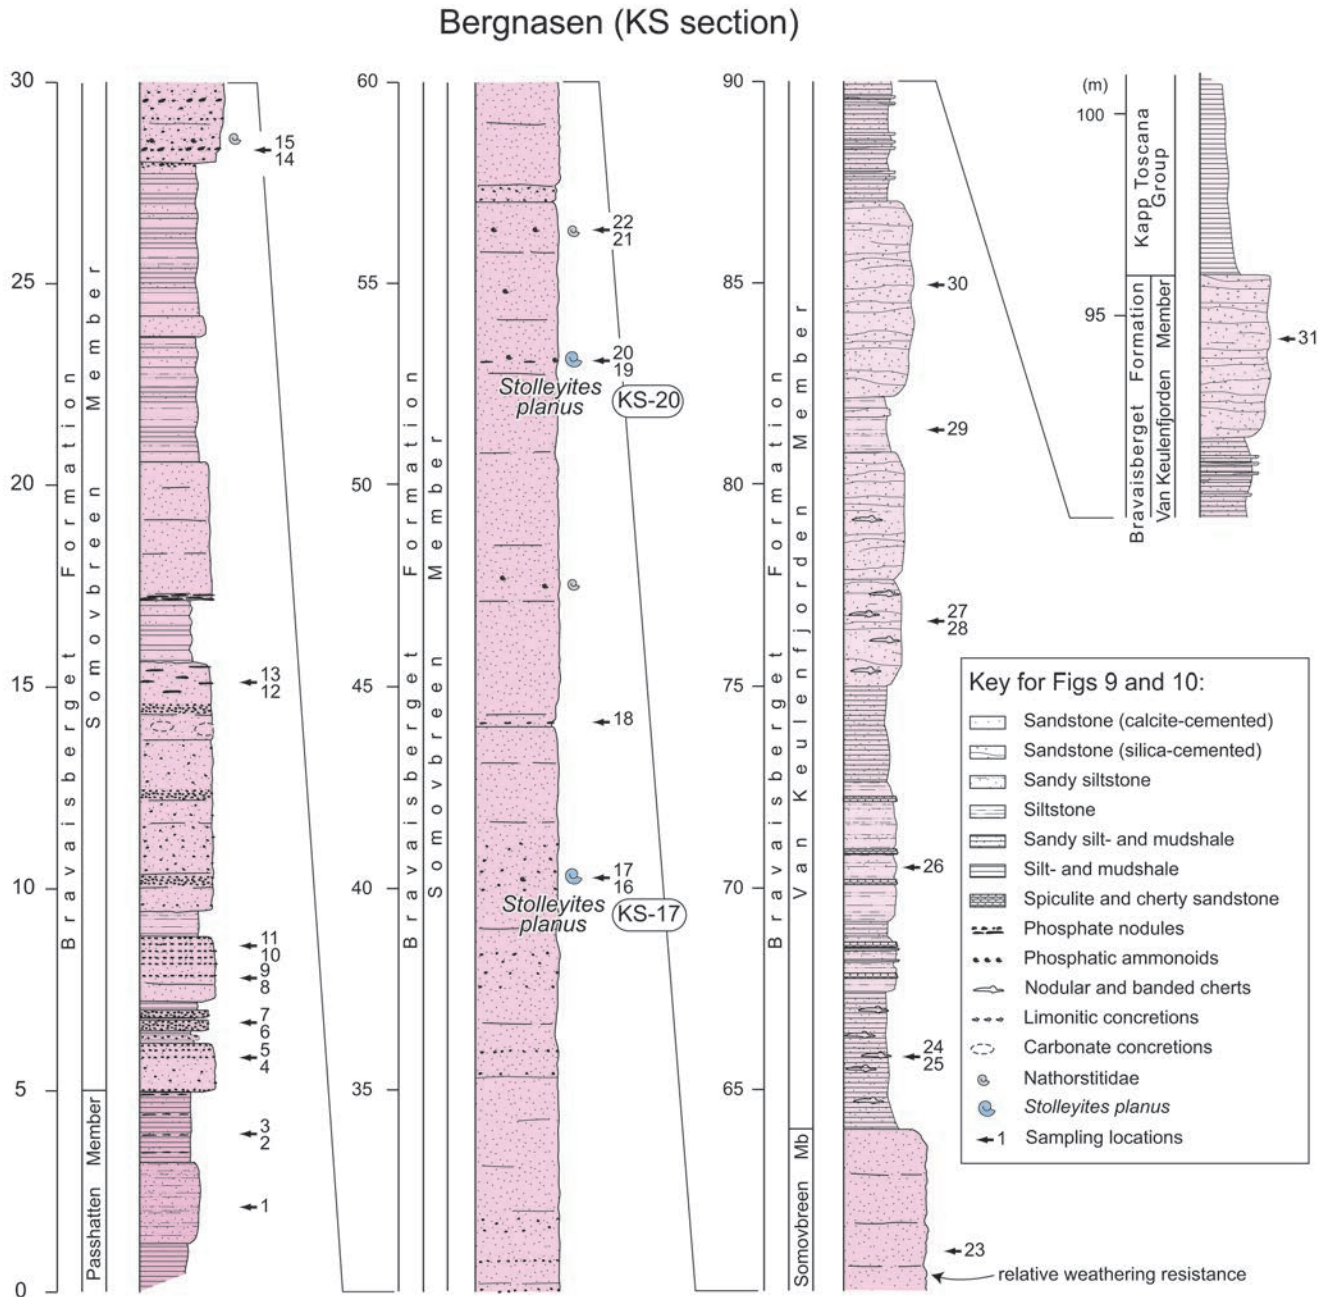 Bergnasen (KS section)
30
25
20
15
10
5
0
Bravaisberget Formation
Somovbreen Member
Passhatten Member
15
14
13
12
11
10
9
8
7
6
5
4
3
2
1
60
55
50
45
40
35
Bravaisberget Formation
Somovbreen Member
22
21
20
19
Stolleyites
planus
KS-20
18
17
16
Stolleyites
planus
KS-17
90
85
80
75
70
65
Bravaisberget Formation
Van Keulenfjorden Member
Somovbreen Mb
30
29
27
28
26
24
25
23
relative weathering resistance
(m)
100
95
Kapp Toscana
Group
Bravaisberget Formation
Van Keulenfjorden Member
31
Key for Figs 9 and 10:
Sandstone (calcite-cemented)
Sandstone (silica-cemented)
Sandy siltstone
Siltstone
Sandy silt- and mudshale
Silt- and mudshale
Spiculite and cherty sandstone
Phosphate nodules
Phosphatic ammonoids
Nodular and banded cherts
Limonitic concretions
Carbonate concretions
Nathorstitidae
Stolleyites planus
1 Sampling locations